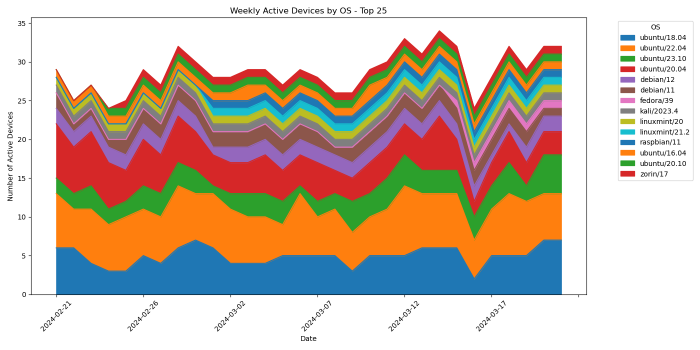 Weekly Active Devices by OS - Top 25
Number of Active Devices
35
30
25
20
15
10
5
0
2024-02-21
2024-02-26
2024-03-02
2024-03-07
2024-03-12
2024-03-17
Date
OS
ubuntu/18.04
ubuntu/22.04
ubuntu/23.10
ubuntu/20.04
debian/12
debian/11
fedora/39
kali/2023.4
linuxmint/20
linuxmint/21.2
raspbian/11
ubuntu/16.04
ubuntu/20.10
zorin/17